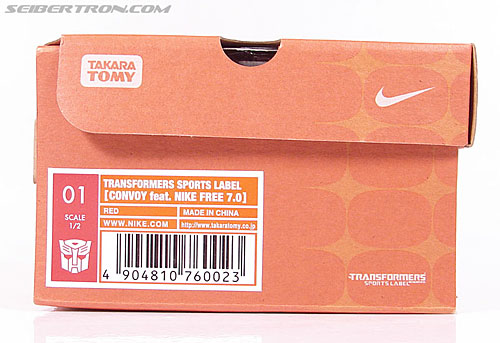 SEIBERTRON.COM
TAKARA
TOMY
01
SCALE
1/2
TRANSFORMERS SPORTS LABEL
[CONVOY feat. NIKE FREE 7.0]
RED
MADE IN CHINA
WWW.NIKE.COM
http://www.takaratomy.co.jp
4 904810 760023
TRANSFORMERS
SPORTS LABEL